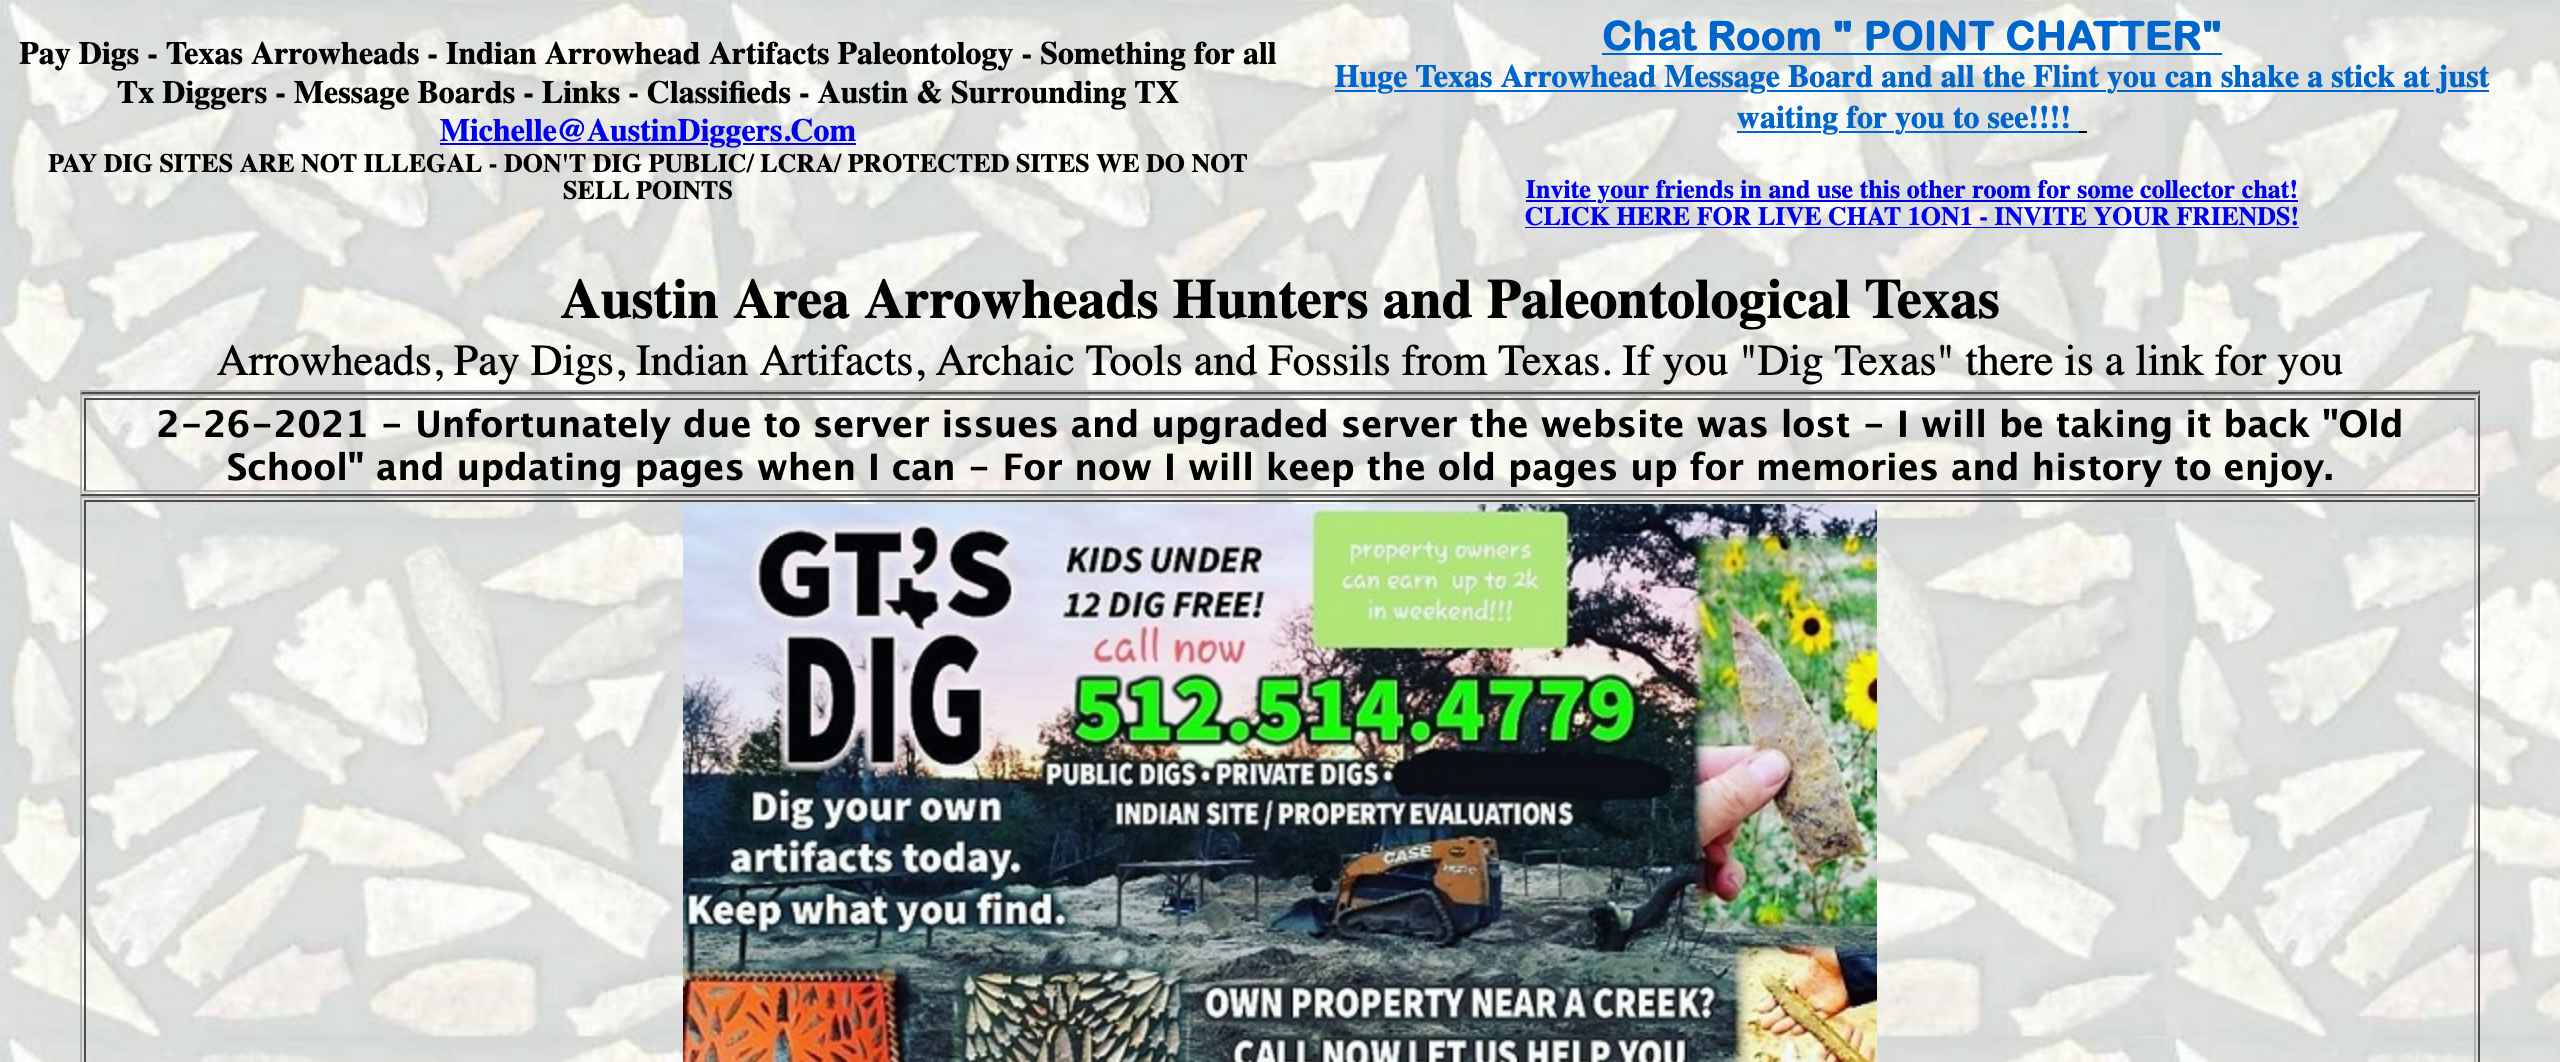 Pay Digs - Texas Arrowheads - Indian Arrowhead Artifacts Paleontology - Something for all
Tx Diggers - Message Boards - Links - Classifieds - Austin & Surrounding TX
Michelle@AustinDiggers.Com
PAY DIG SITES ARE NOT ILLEGAL - DON'T DIG PUBLIC/ LCRA/ PROTECTED SITES WE DO NOT
SELL POINTS
Chat Room " POINT CHATTER"
Huge Texas Arrowhead Message Board and all the Flint you can shake a stick at just
waiting for you to see!!!!
Invite your friends in and use this other room for some collector chat!
CLICK HERE FOR LIVE CHAT 1ON1 - INVITE YOUR FRIENDS!
Austin Area Arrowheads Hunters and Paleontological Texas
Arrowheads, Pay Digs, Indian Artifacts, Archaic Tools and Fossils from Texas. If you "Dig Texas" there is a link for you
2-26-2021 - Unfortunately due to server issues and upgraded server the website was lost - I will be taking it back "Old
School" and updating pages when I can - For now I will keep the old pages up for memories and history to enjoy.
GT'S
DIG
Dig your own
artifacts today.
Keep what you find.
KIDS UNDER
12 DIG FREE!
call now
property owners
can earn up to 2k
in weekend!!!
512.514.4779
PUBLIC DIGS • PRIVATE DIGS •
INDIAN SITE / PROPERTY EVALUATIONS
CASE
OWN PROPERTY NEAR A CREEK?
CALL NOW LET US HELP YOU